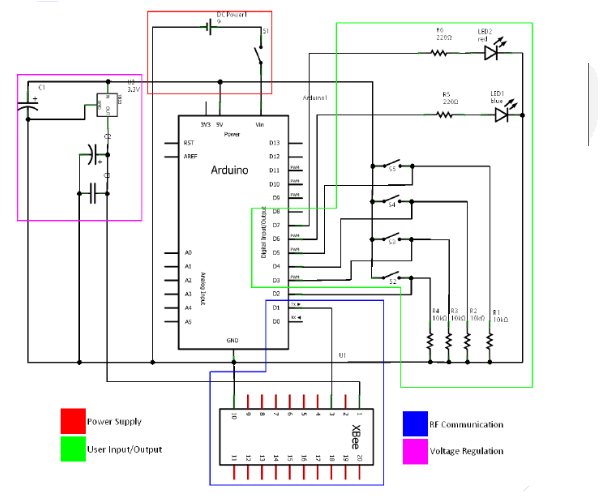 DC Power1
9
S1
R6
220Ω
LED2
red
C1
3.3V
Arduino1
R5
220Ω
LED1
blue
3V3 5V Vin
Power
RST
AREF
Arduino
D13
D12
D11 PWM
D10 PWM
D9 PWM
D8
D7
D6 PWM
D5 PWM
D4
D3 PWM
D2
D1 TX
D0 RX
Digital Input/Output
A0
A1
A2
A3
A4
A5
Analog Input
GND
S5
S4
S3
S2
R4
10kΩ
R3
10kΩ
R2
10kΩ
R1
10kΩ
U1
10 9 8 7 6 5 4 3 2 1
XBee
11 12 13 14 15 16 17 18 19 20
Power Supply
User Input/Output
RF Communication
Voltage Regulation